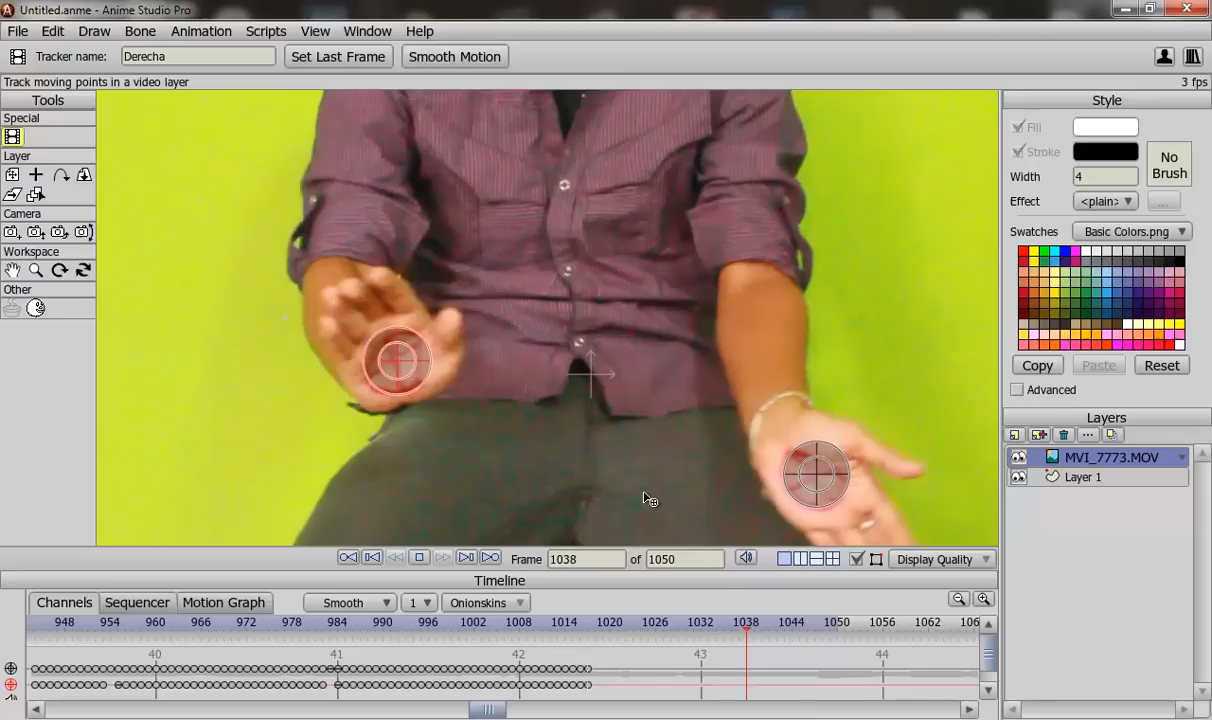 Untitled.anme - Anime Studio Pro
File Edit Draw Bone Animation Scripts View Window Help
Tracker name: Derecha Set Last Frame Smooth Motion
Track moving points in a video layer 3 fps
Tools
Special
Layer
Camera
Workspace
Other
Style
Fill
Stroke
No Brush
Width 4
Effect <plain> ...
Swatches Basic Colors.png
Copy Paste Reset
Advanced
Layers
MVI_7773.MOV
Layer 1
Frame 1038 of 1050 Display Quality
Timeline
Channels Sequencer Motion Graph Smooth 1 Onionskins
948 954 960 966 972 978 984 990 996 1002 1008 1014 1020 1026 1032 1038 1044 1050 1056 1062 106
40 41 42 43 44